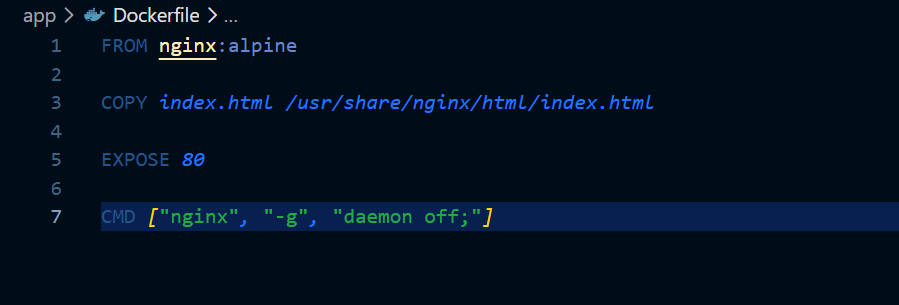 app > Dockerfile > ...
1 FROM nginx:alpine
2
3 COPY index.html /usr/share/nginx/html/index.html
4
5 EXPOSE 80
6
7 CMD ["nginx", "-g", "daemon off;"]